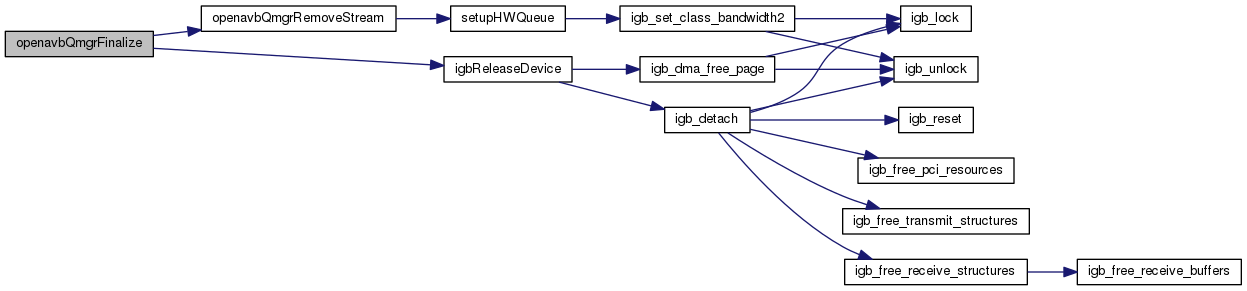 openavbQmgrFinalize
openavbQmgrRemoveStream
setupHWQueue
igb_set_class_bandwidth2
igb_lock
igbReleaseDevice
igb_dma_free_page
igb_unlock
igb_detach
igb_reset
igb_free_pci_resources
igb_free_transmit_structures
igb_free_receive_structures
igb_free_receive_buffers